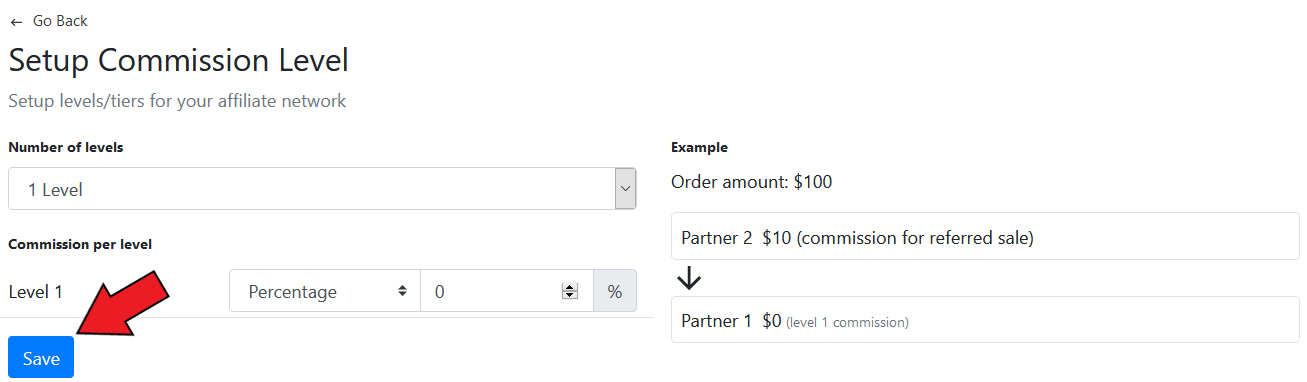 ← Go Back
Setup Commission Level
Setup levels/tiers for your affiliate network
Number of levels
1 Level
Commission per level
Level 1 Percentage 0 %
Save
Example
Order amount: $100
Partner 2 $10 (commission for referred sale)
Partner 1 $0 (level 1 commission)